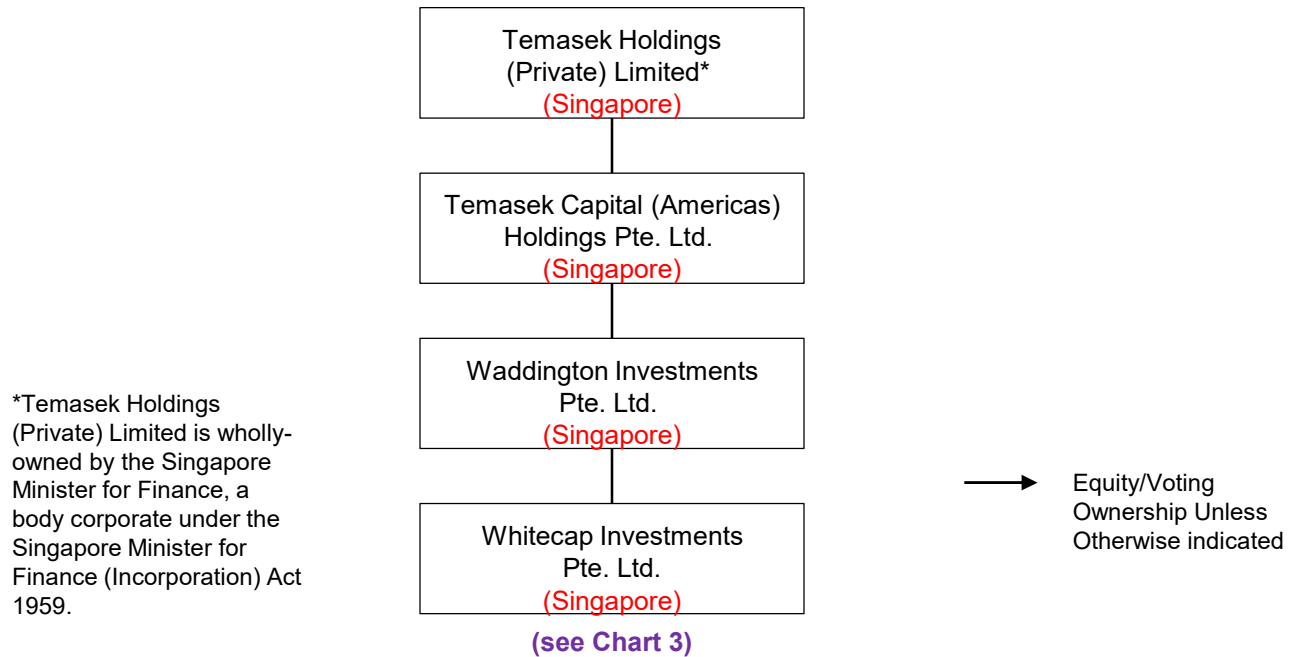 Temasek Holdings
(Private) Limited*
(Singapore)
Temasek Capital (Americas)
Holdings Pte. Ltd.
(Singapore)
Waddington Investments
Pte. Ltd.
(Singapore)
*Temasek Holdings
(Private) Limited is wholly-
owned by the Singapore
Minister for Finance, a
body corporate under the
Singapore Minister for
Finance (Incorporation) Act
1959.
Equity/Voting
Ownership Unless
Otherwise indicated
Whitecap Investments
Pte. Ltd.
(Singapore)
(see Chart 3)